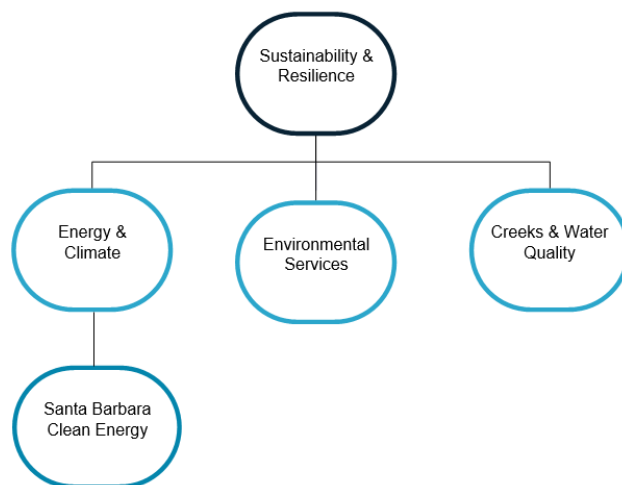 Sustainability &
Resilience
Energy &
Climate
Environmental
Services
Creeks & Water
Quality
Santa Barbara
Clean Energy